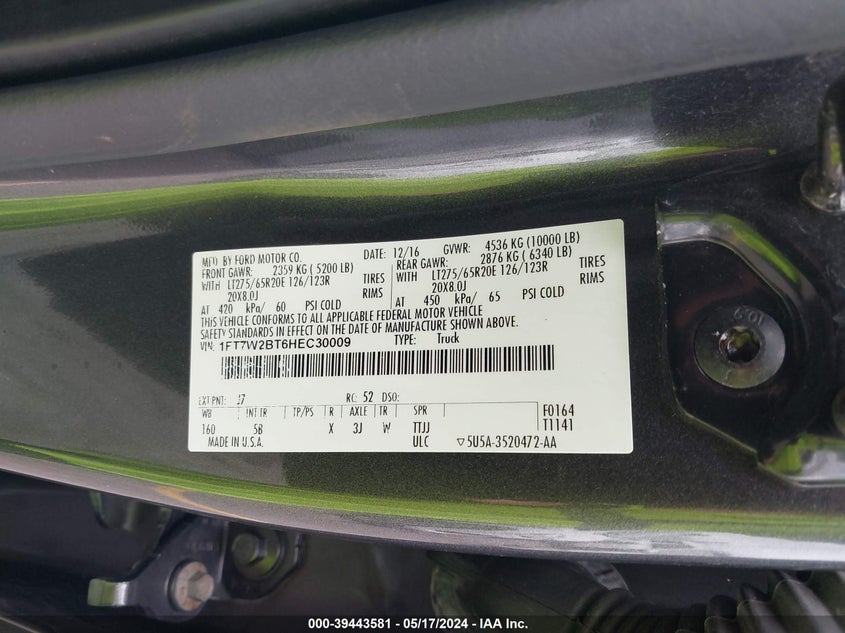 MFD. BY FORD MOTOR CO. DATE: 12/16 GVWR: 4536 KG (10000 LB)
FRONT GAWR: 2359 KG ( 5200 LB) REAR GAWR: 2876 KG ( 6340 LB)
WITH LT275/65R20E 126/123R TIRES WITH LT275/65R20E 126/123R TIRES
20X8.0J RIMS 20X8.0J RIMS
AT 420 kPa/ 60 PSI COLD AT 450 kPa/ 65 PSI COLD
THIS VEHICLE CONFORMS TO ALL APPLICABLE FEDERAL MOTOR VEHICLE
SAFETY STANDARDS IN EFFECT ON THE DATE OF MANUFACTURE SHOWN ABOVE.
VIN: 1FT7W2BT6HEC30009 TYPE: Truck
EXT PNT: RC: 52 DSO:
WB INT TR TP/PS R AXLE TR SPR F0164
160 5B X 3J W TTJJ T1141
MADE IN U.S.A. ULC ▽5U5A-3520472-AA
10.9
000-39443581 / 05/17/2024 / IAA Inc.